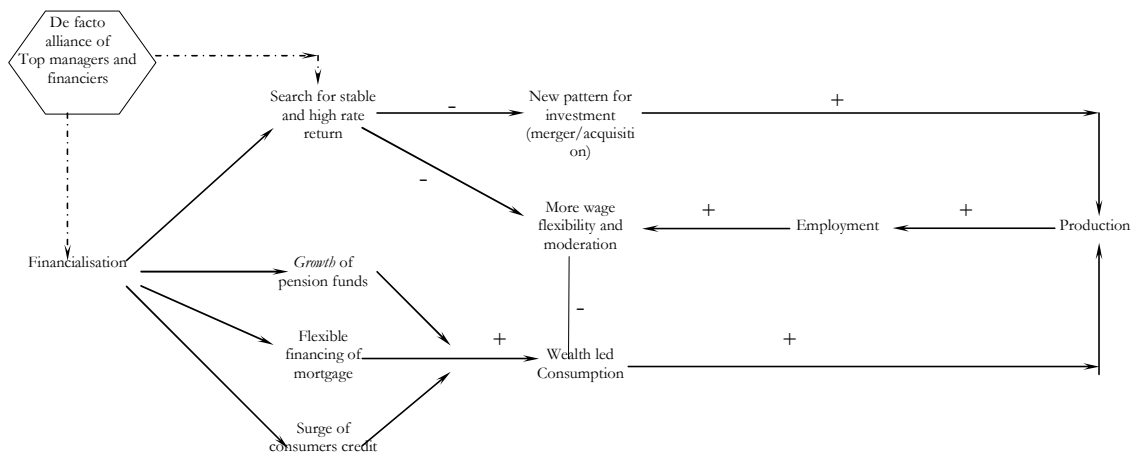 De facto
alliance of
Top managers and
financiers
Search for stable
and high rate
return
-
New pattern for
investment
(merger/acquisiti
on)
+
-
More wage
flexibility and
moderation
+
Employment
+
Production
Financialisation
Growth of
pension funds
-
Flexible
financing of
mortgage
+
Wealth led
Consumption
+
Surge of
consumers credit